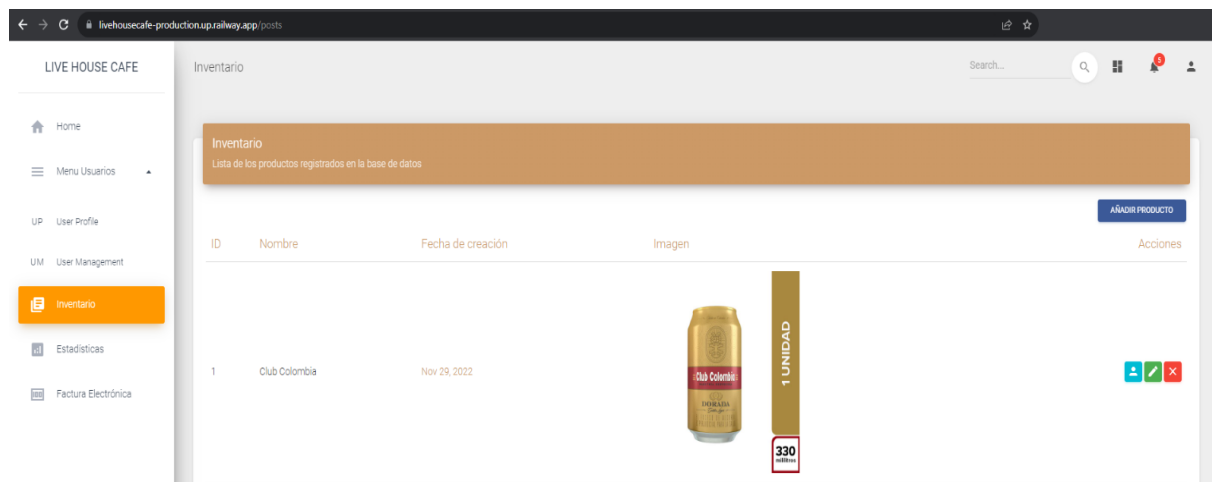 livehousecafe-production.up.railway.app/posts
LIVE HOUSE CAFE
Inventario
Search...
5
Home
Menu Usuarios
UP User Profile
UM User Management
Inventario
Estadísticas
Factura Electrónica
Inventario
Lista de los productos registrados en la base de datos
AÑADIR PRODUCTO
ID Nombre Fecha de creación Imagen Acciones
1 Club Colombia Nov 29, 2022
Club Colombia
DORADA
1 UNIDAD
330
mililitros